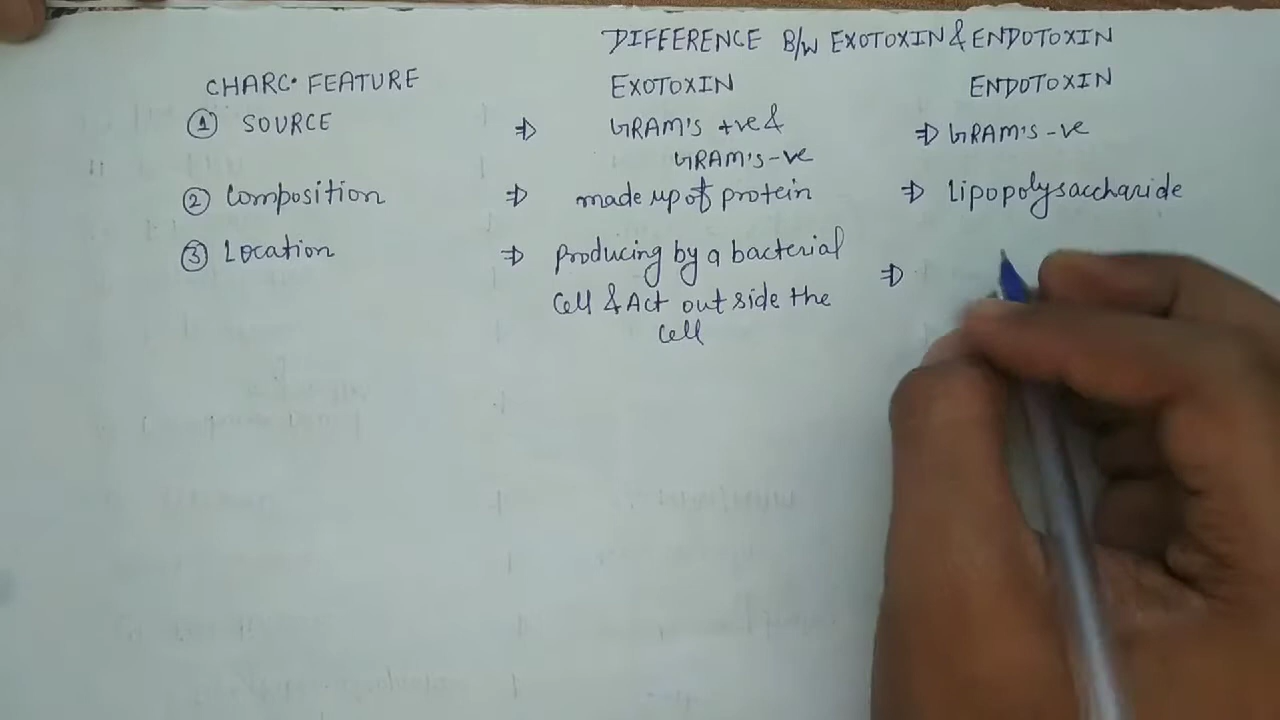 DIFFERENCE B/W EXOTOXIN & ENDOTOXIN
CHARC. FEATURE EXOTOXIN ENDOTOXIN
① SOURCE ⇒ GRAM'S +ve & ⇒ GRAM'S -ve
GRAM'S -ve
② Composition ⇒ made up of protein ⇒ Lipopolysaccharide
③ Location ⇒ Producing by a bacterial ⇒
Cell & Act out side the
Cell